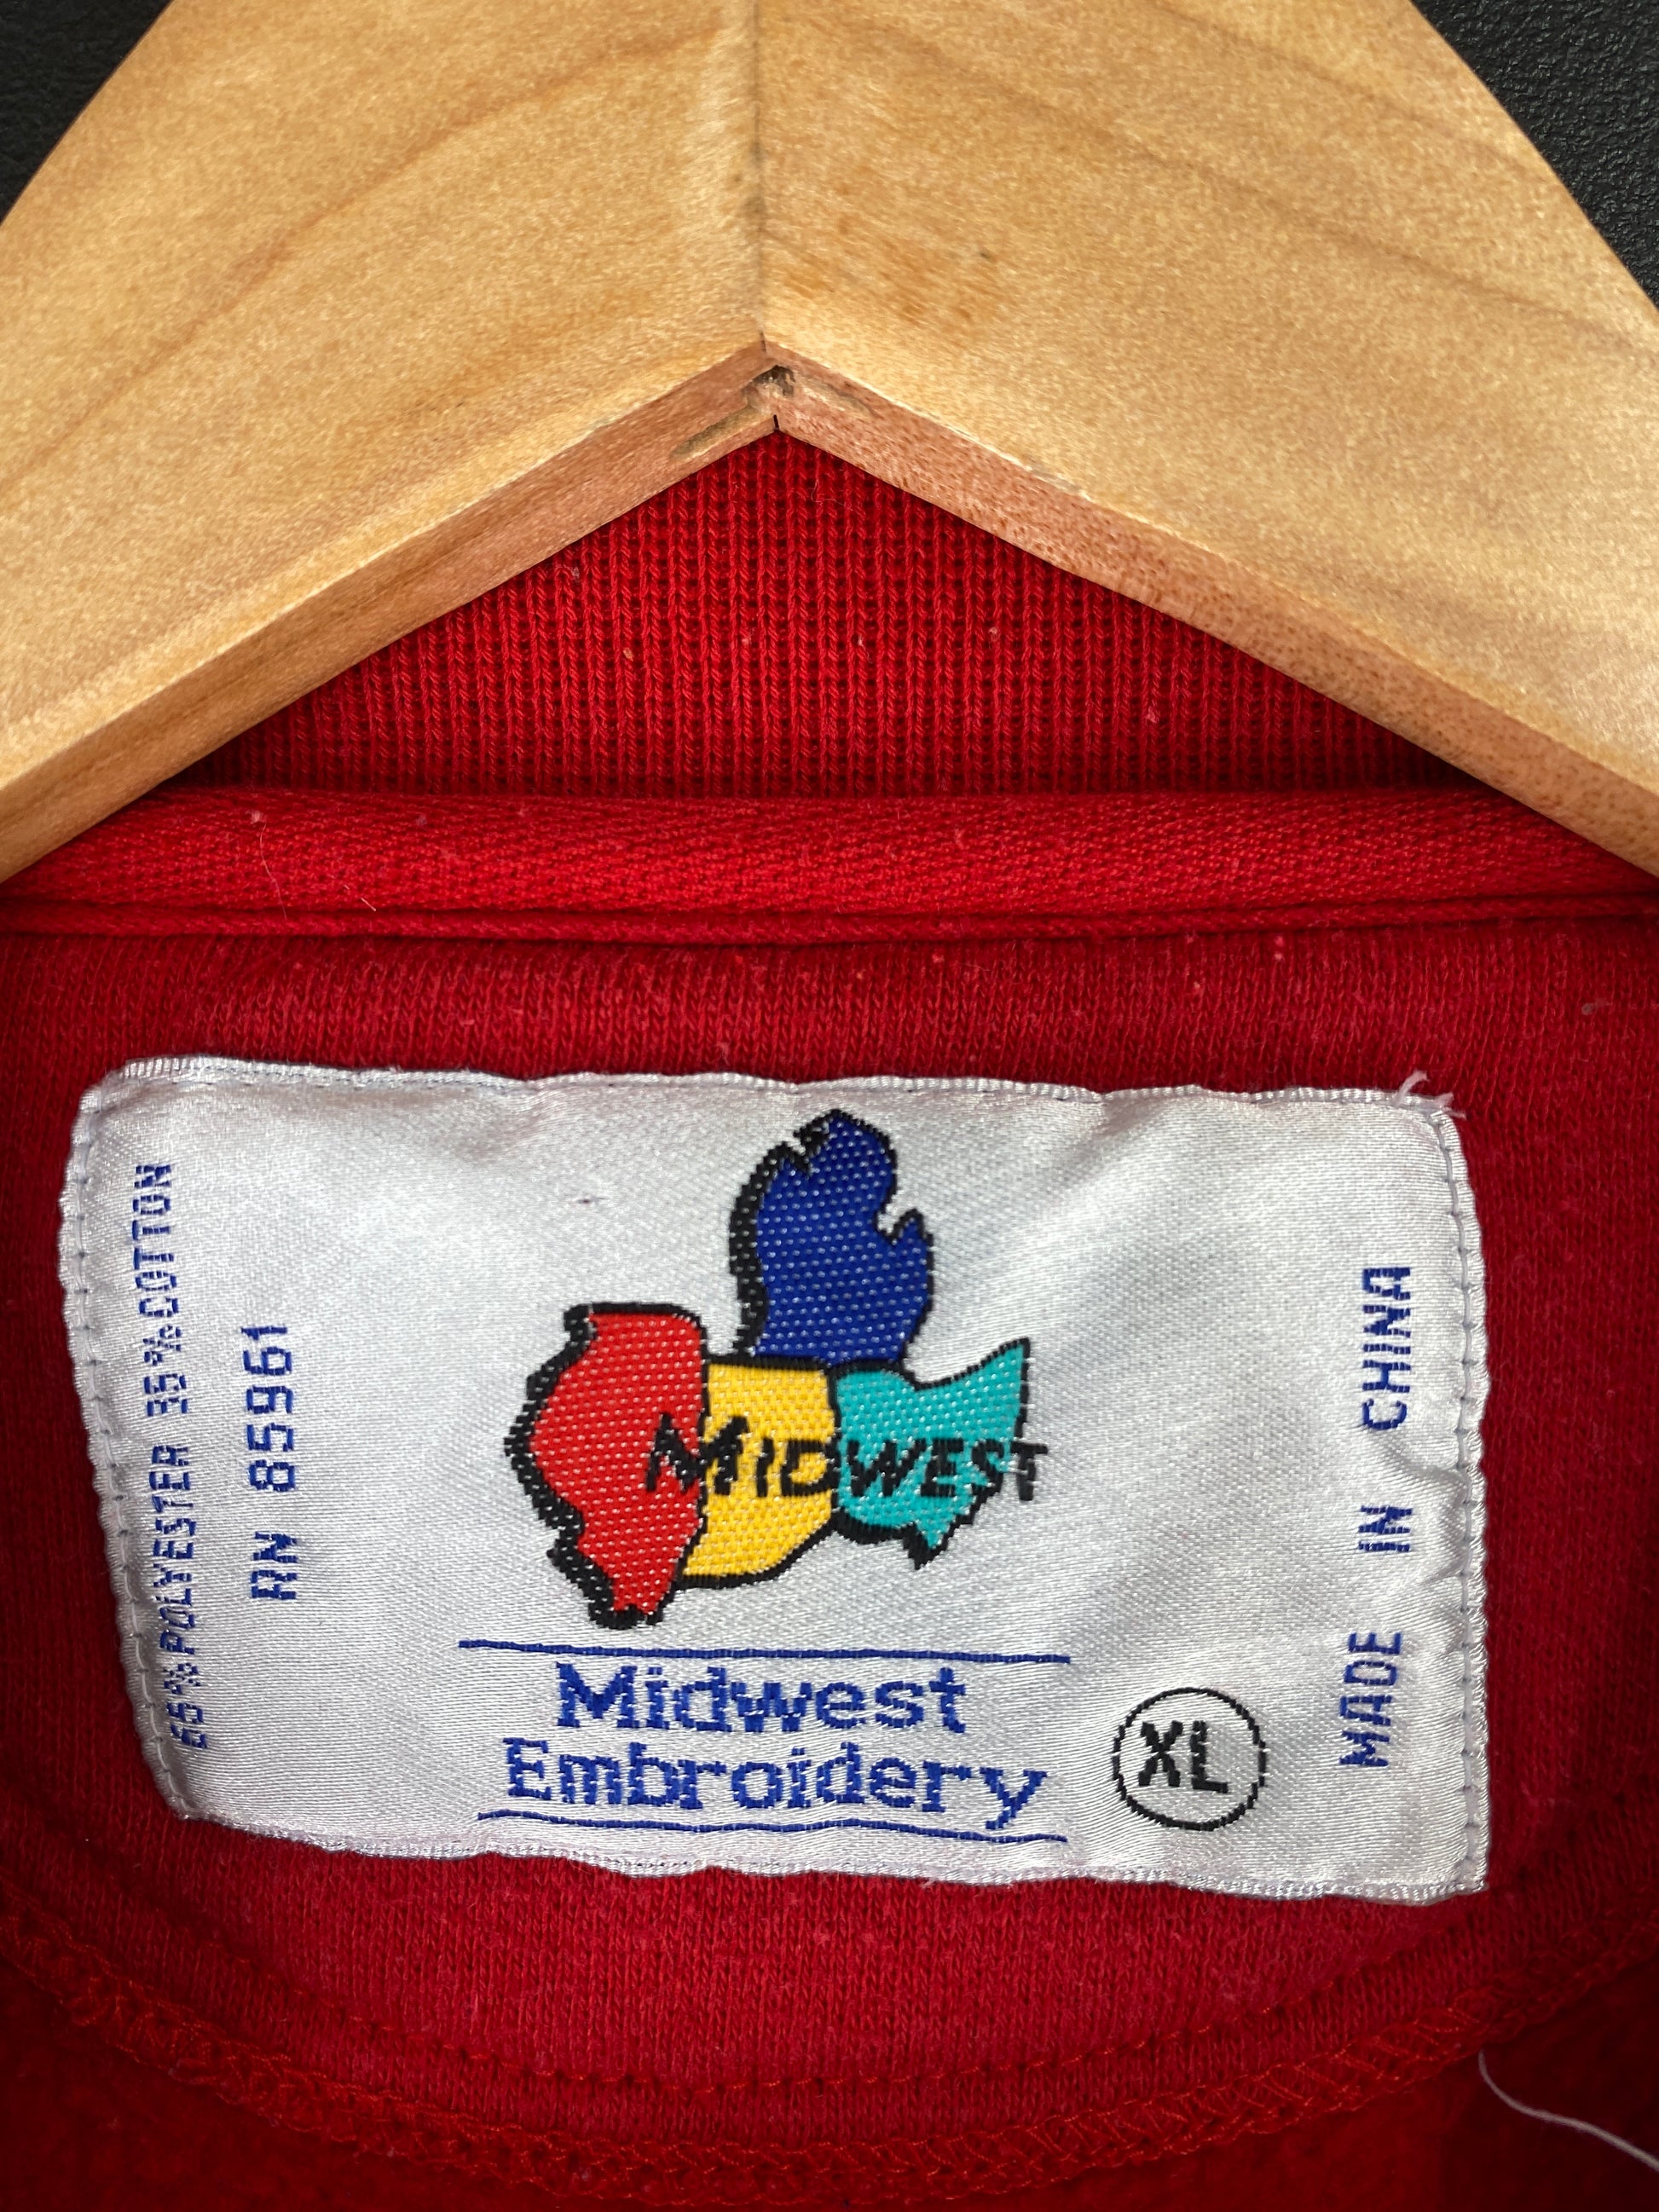 65% POLYESTER 35% COTTON
RN 85961
MIDWEST
Midwest
Embroidery
XL
MADE IN CHINA